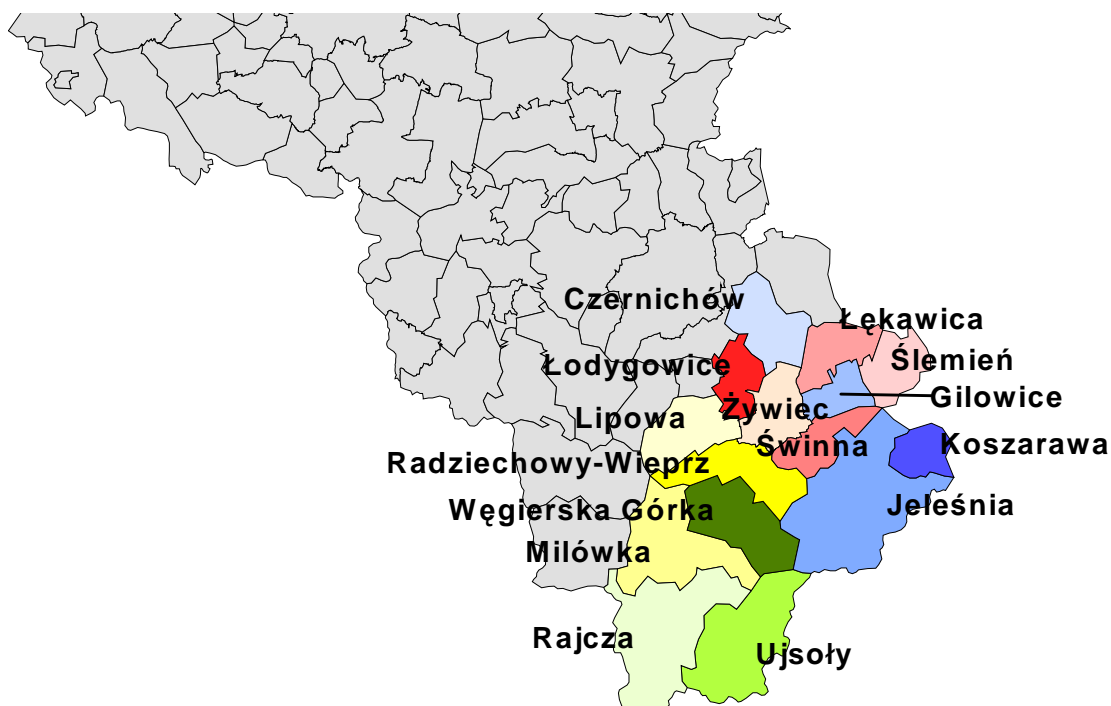 Czernichów
Łękawica
Ślemień
Łodygowice
Gilowice
Żywiec
Lipowa
Świnna
Koszarawa
Radziechowy-Wieprz
Jeleśnia
Węgierska Górka
Milówka
Rajcza
Ujsoły